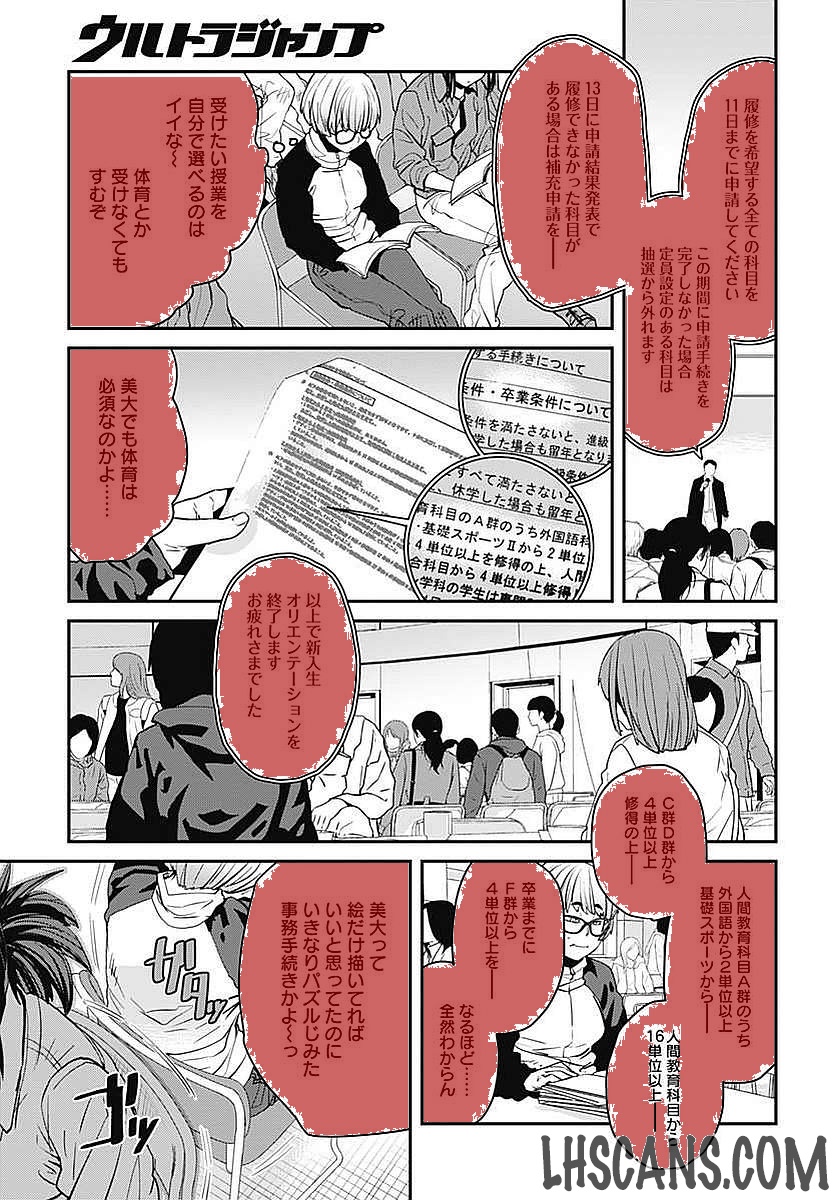 ウルトラジャンプ
履修を希望する全ての科目を
11日までに申請してください
この期間に申請手続きを
完了しなかった場合
定員設定のある科目は
抽選から外れます
13日に申請結果発表で
履修できなかった科目が
ある場合は補充申請を──
受けたい授業を
自分で選べるのは
イイな〜
体育とか
受けなくても
すむぞ
する手続きについて
条件・卒業条件について
条件を満たさないと、進級
学した場合も留年となりま
級条件
すべて満たさないと
休学した場合も留年と
育科目のA群のうち外国語科
・基礎スポーツⅡから2単位
4単位以上を修得の上、人間
合科目から4単位以上修得
学科の学生は専門
美大でも体育は
必須なのかよ……
以上で新入生
オリエンテーションを
終了します
お疲れさまでした
人間教育科目A群のうち
外国語から2単位以上
基礎スポーツから──
C群D群から
4単位以上
修得の上──
人間教育科目から
16単位以上──
卒業までに
F群から
4単位以上を──
なるほど……
全然わからん
美大って
絵だけ描いてれば
いいと思ってたのに
いきなりパズルじみた
事務手続きかよ〜っ
ガタッ
ゴッ
LHSCANS.COM